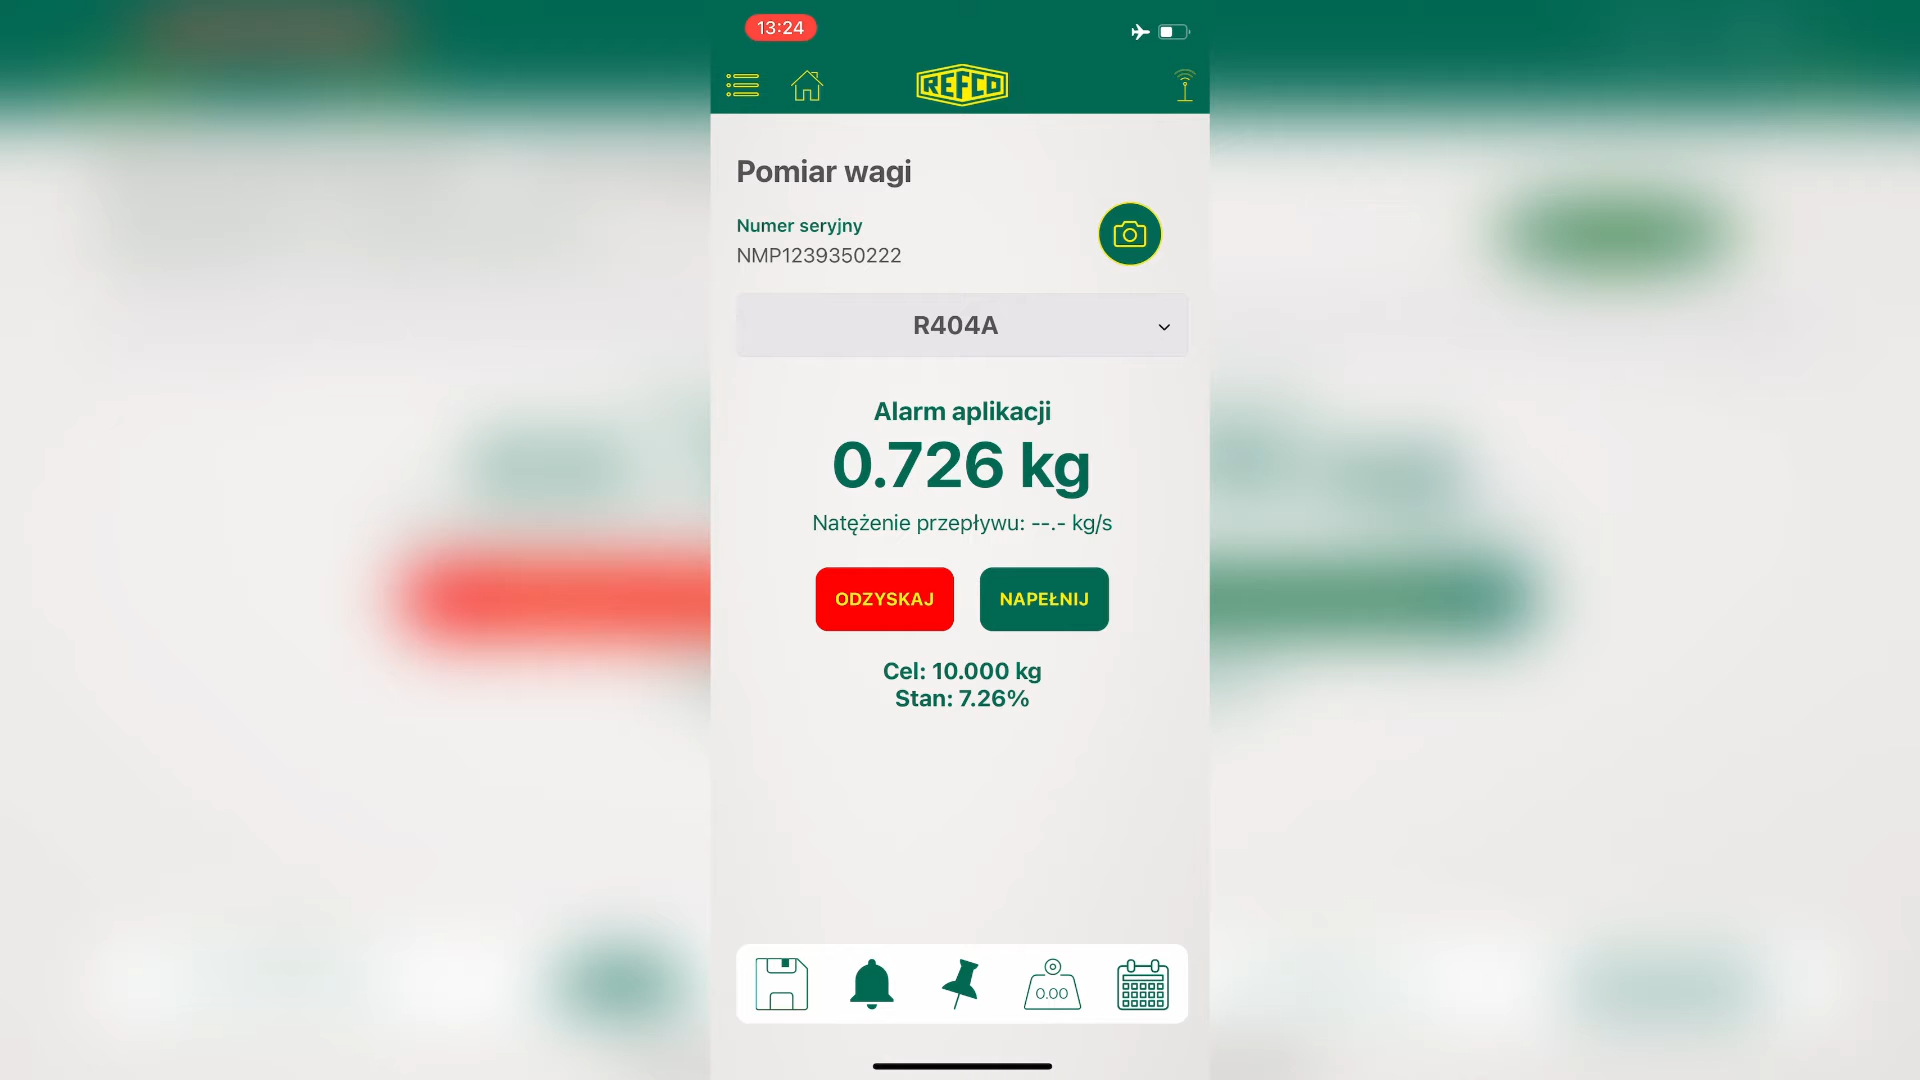 13:24
REFCO
Pomiar wagi
Numer seryjny
NMP1239350222
R404A
Alarm aplikacji
0.726 kg
Natężenie przepływu: --.- kg/s
ODZYSKAJ NAPEŁNIJ
Cel: 10.000 kg
Stan: 7.26%
0.00